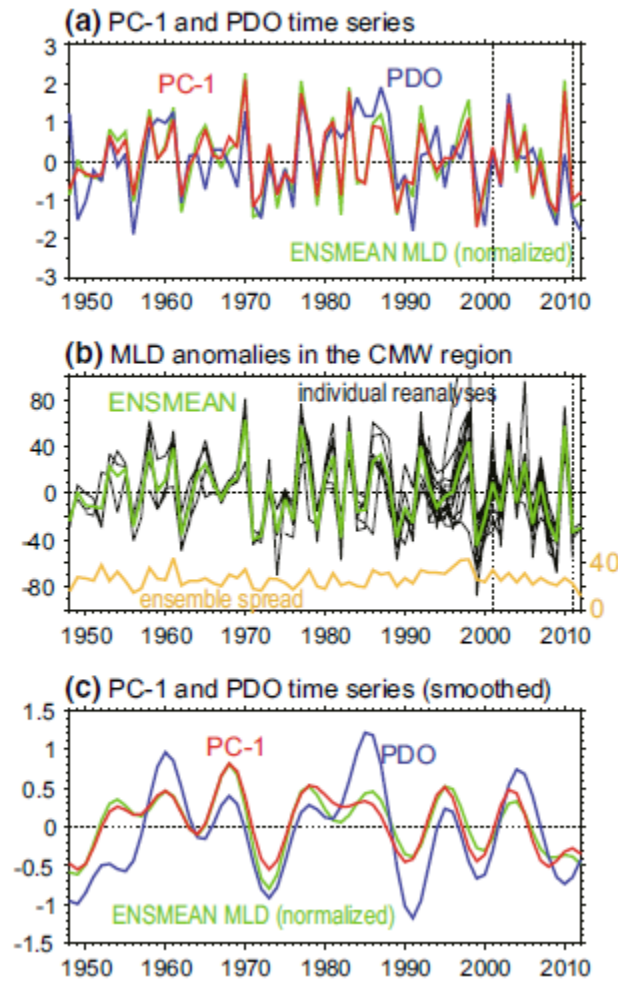 (a) PC-1 and PDO time series
3
2
1
0
-1
-2
-3
PC-1
PDO
ENSMEAN MLD (normalized)
1950 1960 1970 1980 1990 2000 2010
(b) MLD anomalies in the CMW region
80
40
0
-40
-80
ENSMEAN
individual reanalyses
ensemble spread
40
0
1950 1960 1970 1980 1990 2000 2010
(c) PC-1 and PDO time series (smoothed)
1.5
1
0.5
0
-0.5
-1
-1.5
PC-1
PDO
ENSMEAN MLD (normalized)
1950 1960 1970 1980 1990 2000 2010